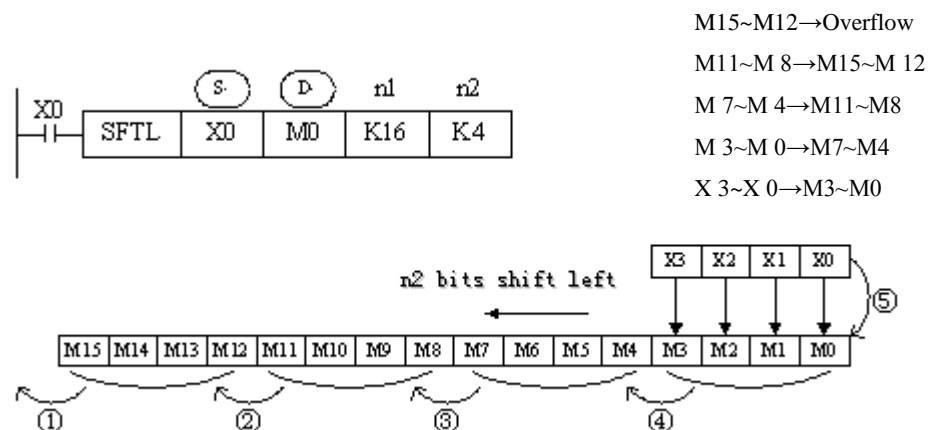 M15~M12→Overflow
M11~M 8→M15~M 12
M 7~M 4→M11~M8
M 3~M 0→M7~M4
X 3~X 0→M3~M0
S· D· n1 n2
X0
SFTL X0 M0 K16 K4
X3 X2 X1 X0
n2 bits shift left
⑤
M15 M14 M13 M12 M11 M10 M9 M8 M7 M6 M5 M4 M3 M2 M1 M0
① ② ③ ④